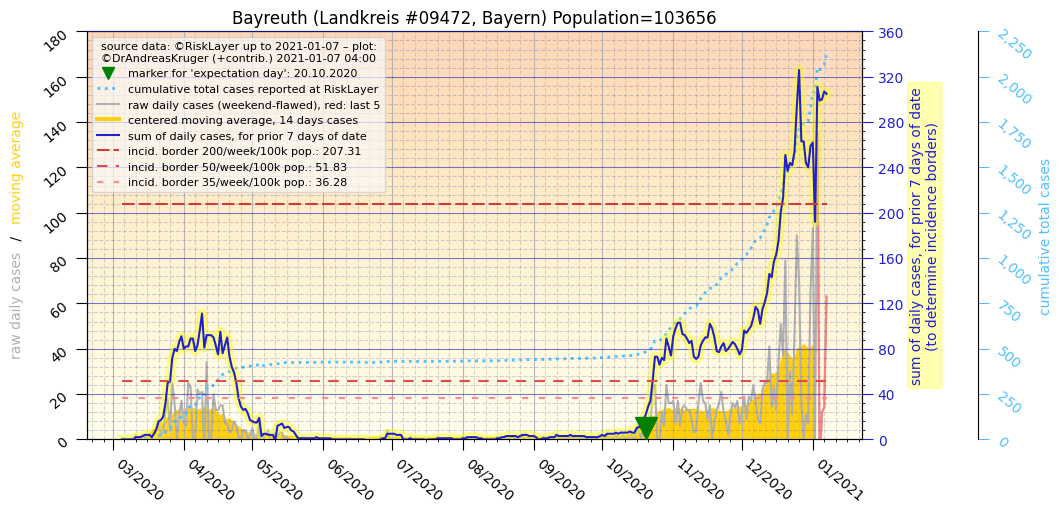 Bayreuth (Landkreis #09472, Bayern) Population=103656
source data: ©RiskLayer up to 2021-01-07 – plot:
©DrAndreasKruger (+contrib.) 2021-01-07 04:00
marker for 'expectation day': 20.10.2020
cumulative total cases reported at RiskLayer
raw daily cases (weekend-flawed), red: last 5
centered moving average, 14 days cases
sum of daily cases, for prior 7 days of date
incid. border 200/week/100k pop.: 207.31
incid. border 50/week/100k pop.: 51.83
incid. border 35/week/100k pop.: 36.28
raw daily cases / moving average
180
160
140
120
100
80
60
40
20
0
03/2020
04/2020
05/2020
06/2020
07/2020
08/2020
09/2020
10/2020
11/2020
12/2020
01/2021
360
320
280
240
200
160
120
80
40
0
sum of daily cases, for prior 7 days of date
(to determine incidence borders)
2,250
2,000
1,750
1,500
1,250
1,000
750
500
250
0
cumulative total cases